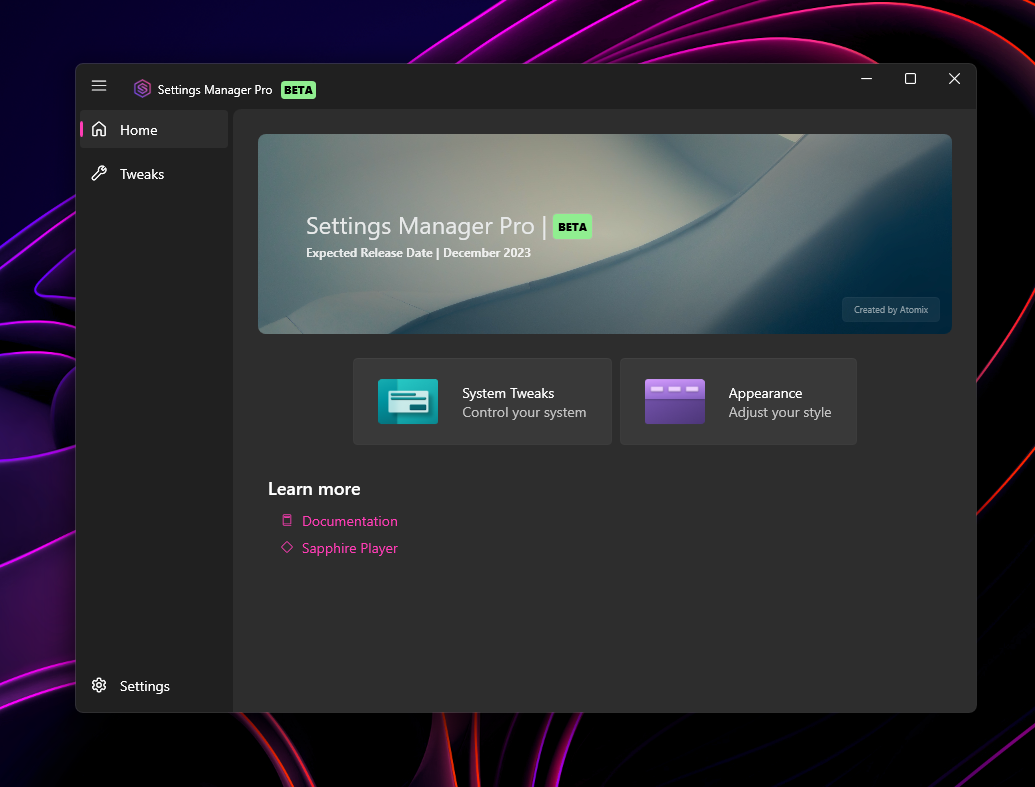 Settings Manager Pro BETA
Home
Tweaks
Settings Manager Pro | BETA
Expected Release Date | December 2023
Created by Atomix
System Tweaks
Control your system
Appearance
Adjust your style
Learn more
Documentation
Sapphire Player
Settings